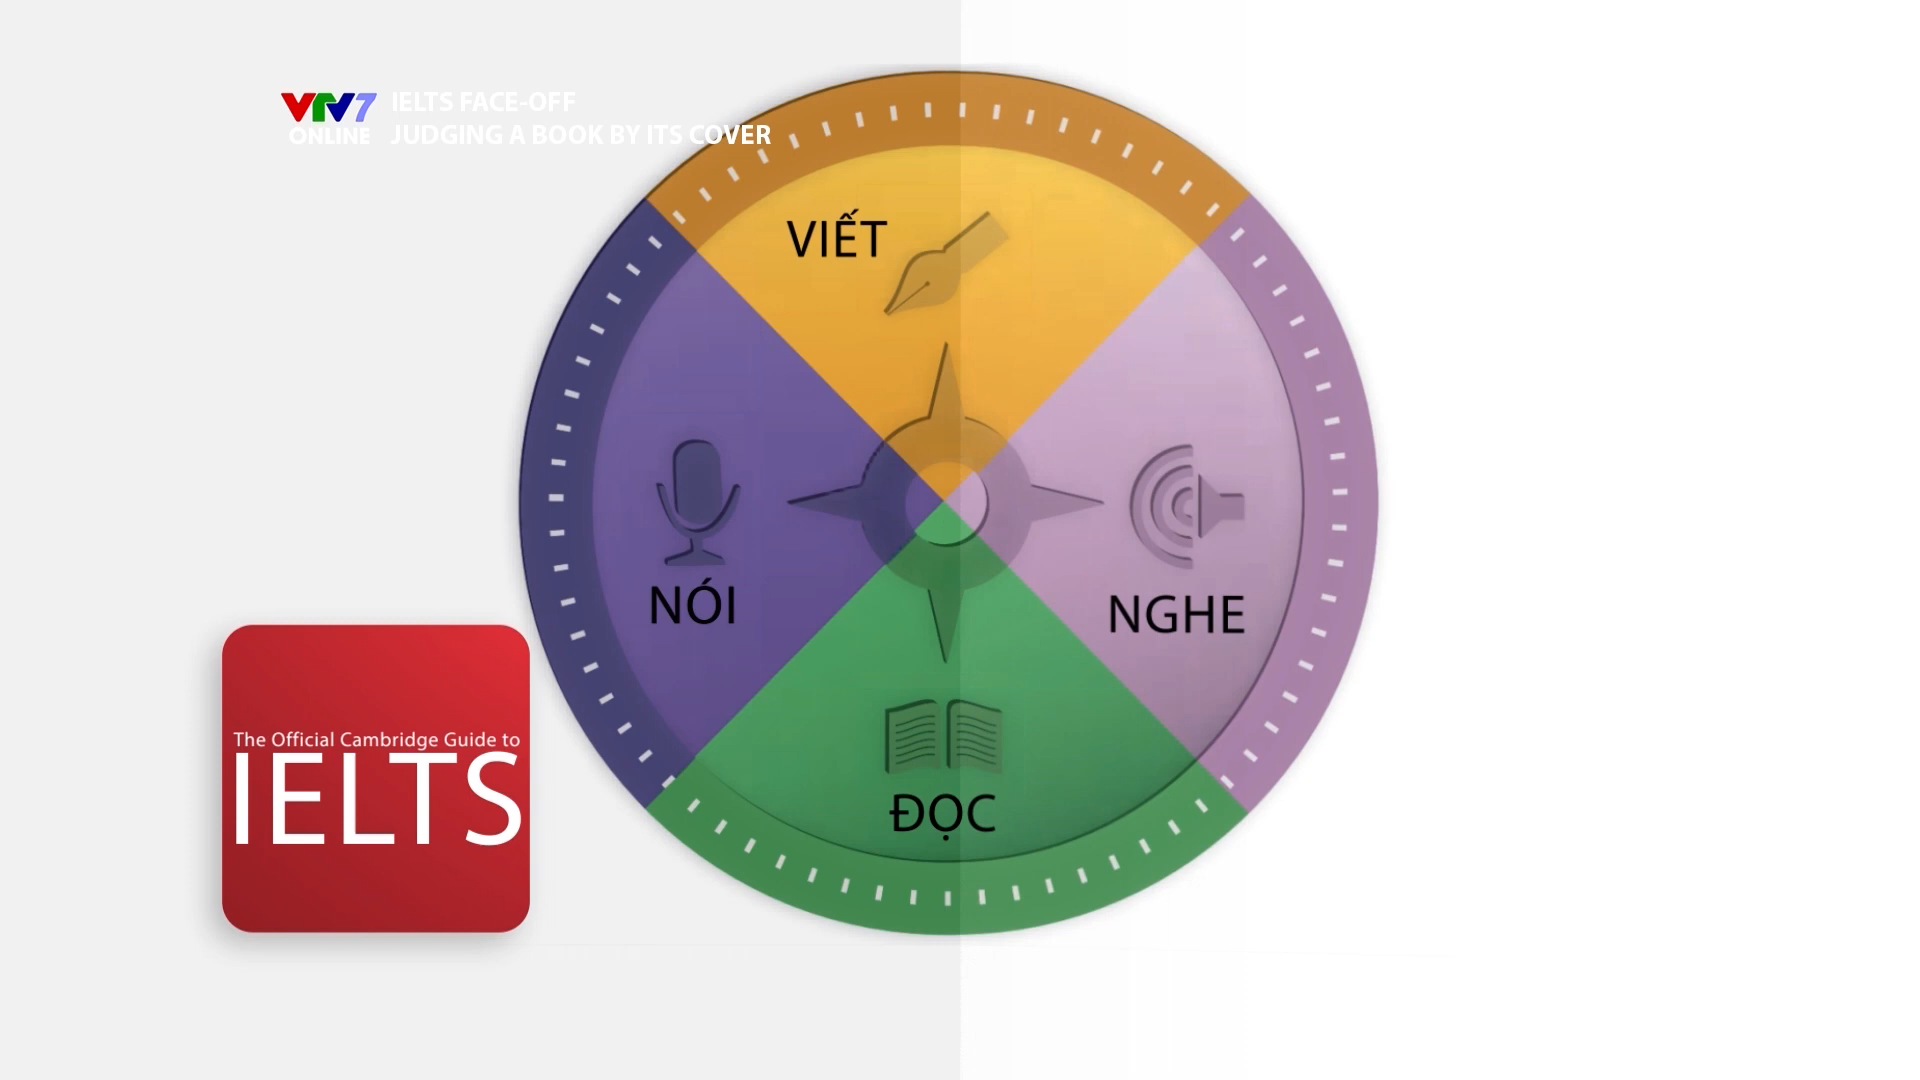 VTV7 IELTS FACE-OFF
ONLINE JUDGING A BOOK BY ITS COVER
VIẾT
NÓI
NGHE
ĐỌC
The Official Cambridge Guide to
IELTS